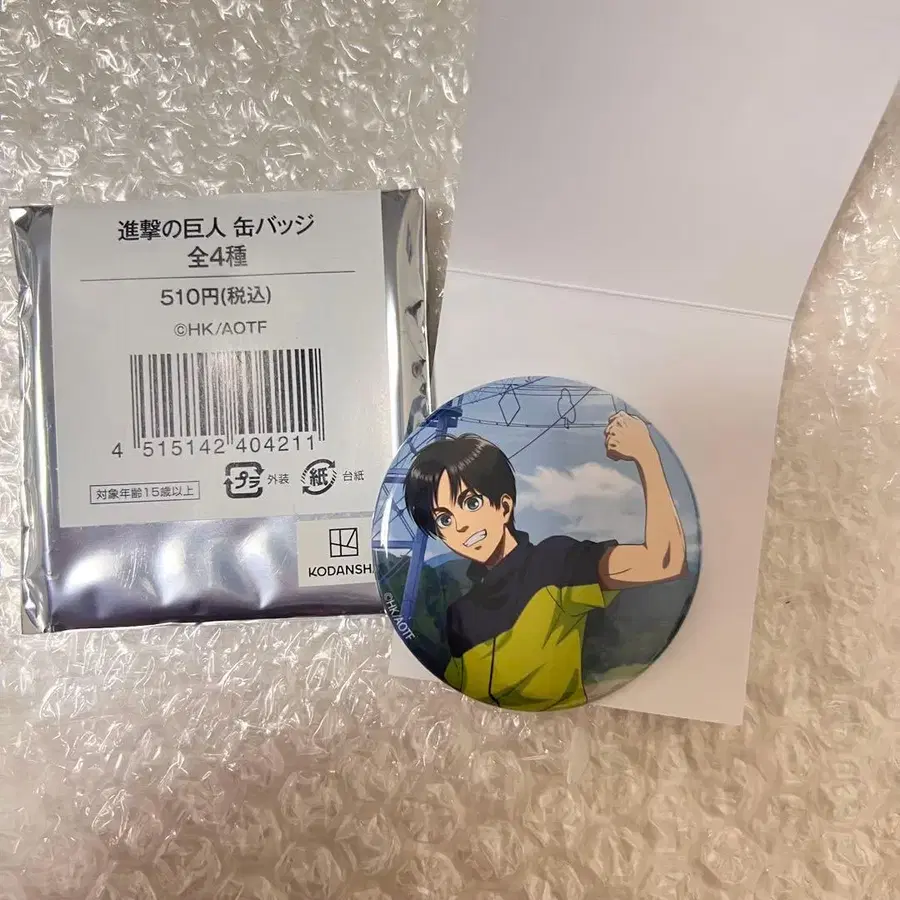 進撃の巨人 缶バッジ
全4種
510円(税込)
©HK/AOTF
4 515142 404211
対象年齢15歳以上
プラ 外装
紙 台紙
KODANSHA
©HK/AOTF